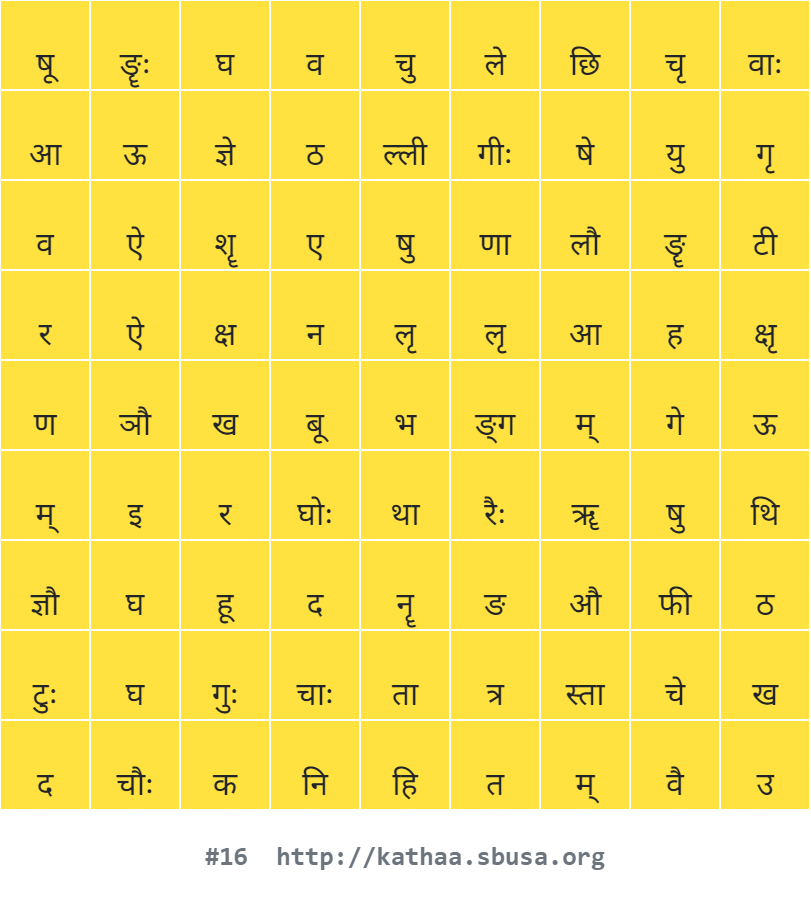 षू ङॄः घ व चु ले छि चृ वाः
आ ऊ ज्ञे ठ ल्ली गीः षे यु गृ
व ऐ शॄ ए षु णा लौ ङॄ टी
र ऐ क्ष न लृ लृ आ ह क्षृ
ण ञौ ख बू भ ङ्ग म् गे ऊ
म् इ र घोः था रैः ॠ षु थि
ज्ञौ घ हू द नॄ ङ औ फी ठ
टुः घ गुः चाः ता त्र स्ता चे ख
द चौः क नि हि त म् वै उ
#16 http://kathaa.sbusa.org